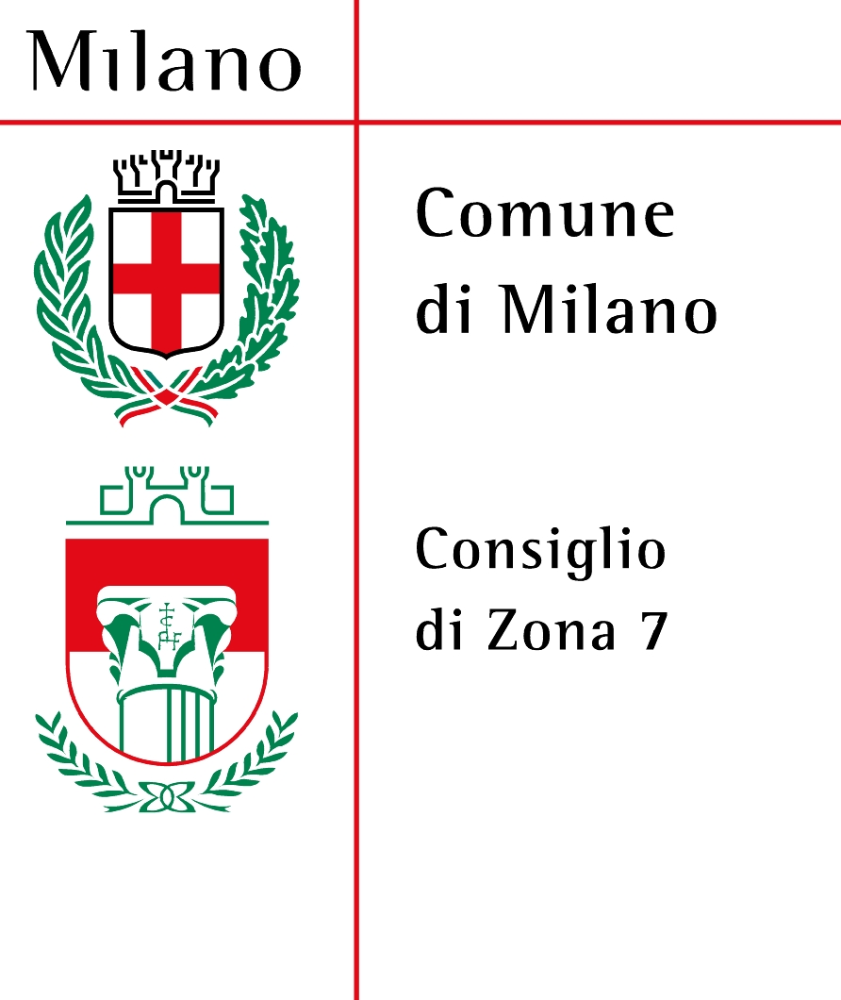 Milano
Comune
di Milano
Consiglio
di Zona 7